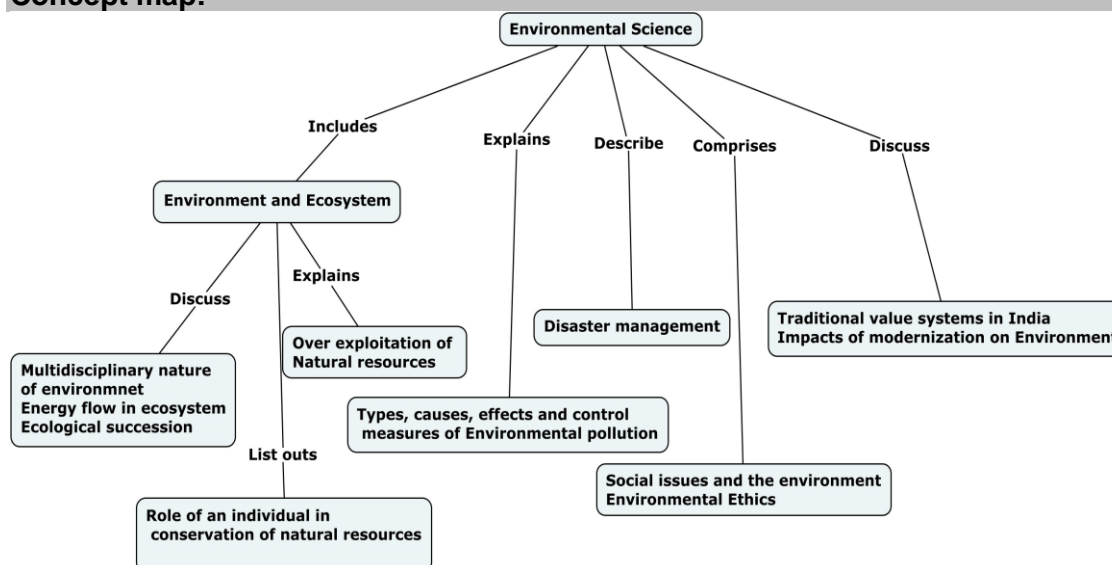 Concept map:
Environmental Science
Includes
Explains
Describe
Comprises
Discuss
Environment and Ecosystem
Explains
Discuss
Disaster management
Traditional value systems in India
Impacts of modernization on Environment
Over exploitation of
Natural resources
Multidisciplinary nature
of environmnet
Energy flow in ecosystem
Ecological succession
Types, causes, effects and control
measures of Environmental pollution
List outs
Social issues and the environment
Environmental Ethics
Role of an individual in
conservation of natural resources